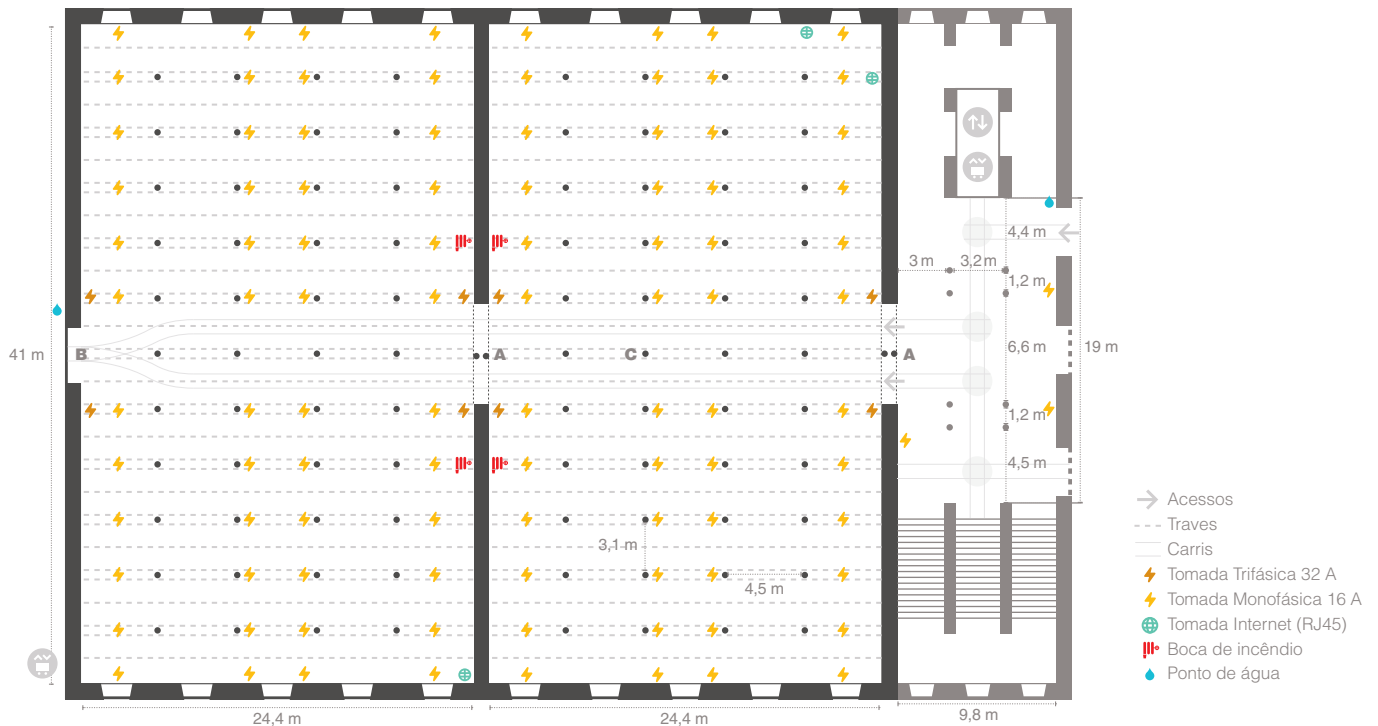 4,4 m
3 m
3,2 m
1,2 m
41 m
B
A
C
A
6,6 m
19 m
1,2 m
4,5 m
Acessos
Traves
3,1 m
Carris
Tomada Trifásica 32 A
4,5 m
Tomada Monofásica 16 A
Tomada Internet (RJ45)
Boca de incêndio
Ponto de água
24,4 m
24,4 m
9,8 m